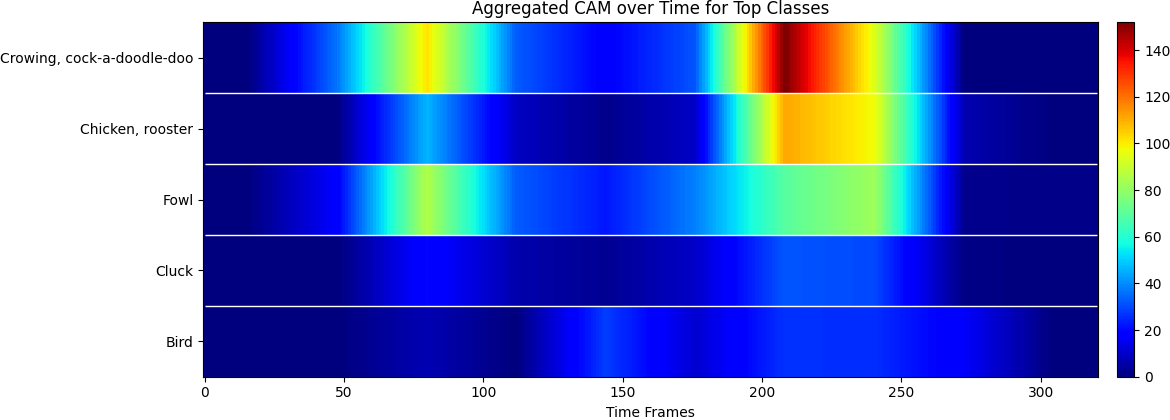 Aggregated CAM over Time for Top Classes
Crowing, cock-a-doodle-doo
Chicken, rooster
Fowl
Cluck
Bird
0 50 100 150 200 250 300
Time Frames
140
120
100
80
60
40
20
0